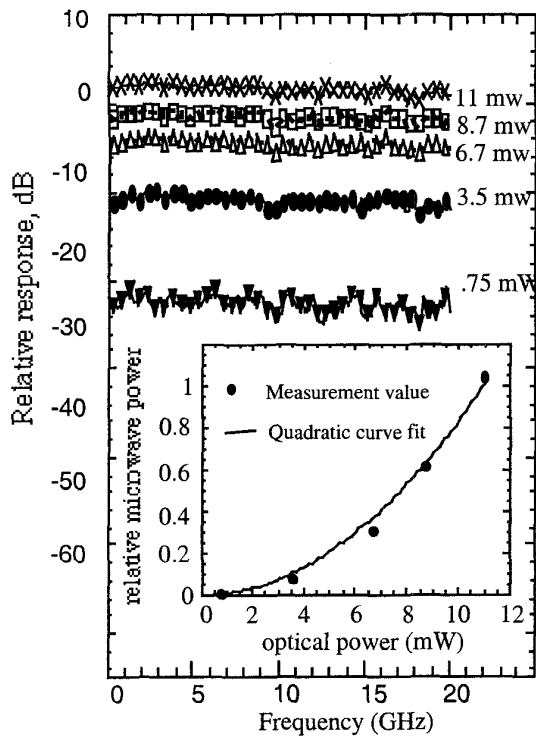 10
0
-10
-20
-30
-40
-50
-60
Relative response, dB
11 mw
8.7 mw
6.7 mw
3.5 mw
.75 mW
relative microwave power
1
0.8
0.6
0.4
0.2
0
Measurement value
Quadratic curve fit
0 2 4 6 8 10 12
optical power (mW)
0 5 10 15 20
Frequency (GHz)